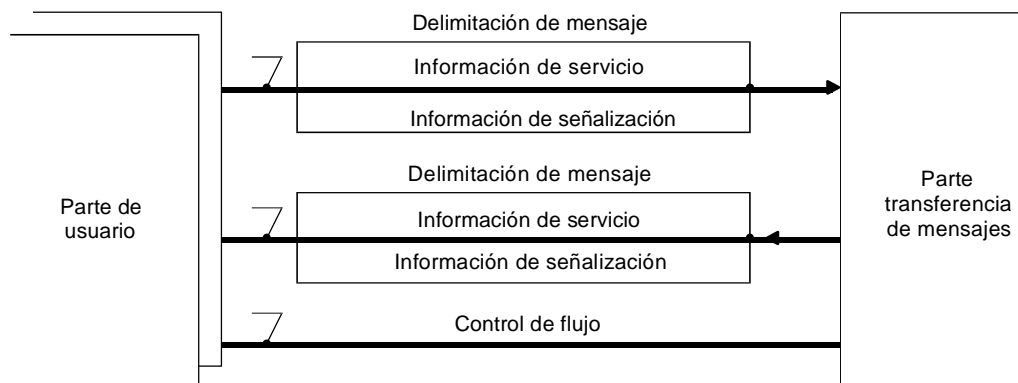 Delimitación de mensaje
Información de servicio
Información de señalización
Delimitación de mensaje
Información de servicio
Información de señalización
Control de flujo
Parte de
usuario
Parte
transferencia
de mensajes